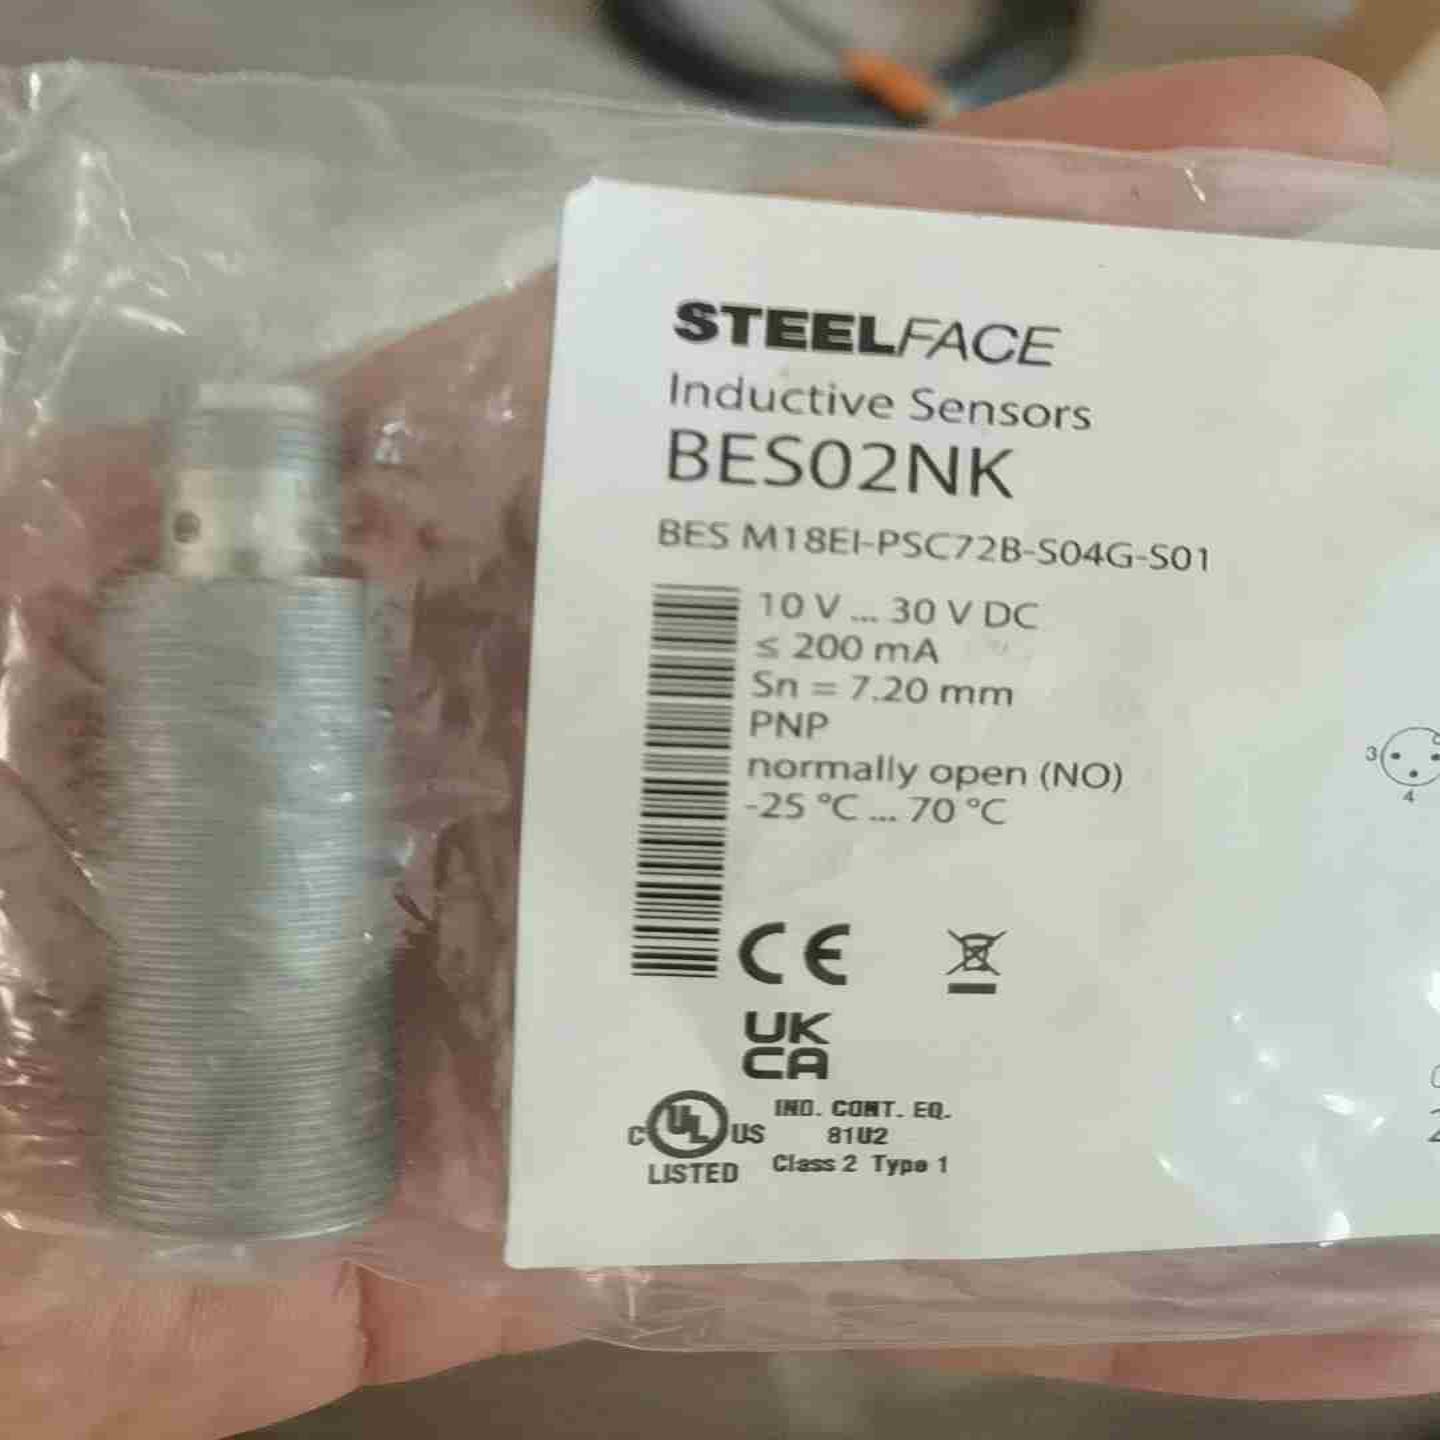 STEELFACE
Inductive Sensors
BES02NK
BES M18EI-PSC72B-S04G-S01
10 V ... 30 V DC
≤ 200 mA
Sn = 7.20 mm
PNP
normally open (NO)
-25 °C ... 70 °C
3
4
CE
UK
CA
C UL US
LISTED
IND. CONT. EQ.
81U2
Class 2 Type 1